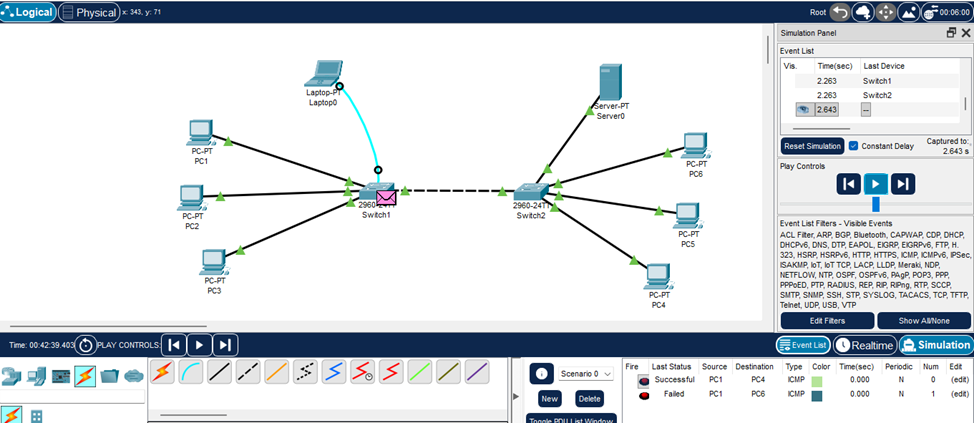 Logical Physical x: 343, y: 71 Root 00:06:00
Simulation Panel
Event List
Vis. Time(sec) Last Device
2.263 Switch1
2.263 Switch2
2.643 --
Reset Simulation Constant Delay Captured to:
2.643 s
Play Controls
Event List Filters - Visible Events
ACL Filter, ARP, BGP, Bluetooth, CAPWAP, CDP, DHCP,
DHCPv6, DNS, DTP, EAPOL, EIGRP, EIGRPv6, FTP, H.
323, HSRP, HSRPv6, HTTP, HTTPS, ICMP, ICMPv6, IPSec,
ISAKMP, IoT, IoT TCP, LACP, LLDP, Meraki, NDP,
NETFLOW, NTP, OSPF, OSPFv6, PAgP, POP3, PPP,
PPPoED, PTP, RADIUS, REP, RIP, RIPng, RTP, SCCP,
SMTP, SNMP, SSH, STP, SYSLOG, TACACS, TCP, TFTP,
Telnet, UDP, USB, VTP
Edit Filters Show All/None
Event List Realtime Simulation
Laptop-PT
Laptop0
Server-PT
Server0
PC-PT
PC1
PC-PT
PC6
PC-PT
PC2
2960-24TT
Switch1
2960-24TT
Switch2
PC-PT
PC5
PC-PT
PC3
PC-PT
PC4
Time: 00:42:39.403 PLAY CONTROLS:
Scenario 0
New Delete
Toggle PDU List Window
Fire Last Status Source Destination Type Color Time(sec) Periodic Num Edit
Successful PC1 PC4 ICMP 0.000 N 0 (edit)
Failed PC1 PC6 ICMP 0.000 N 1 (edit)